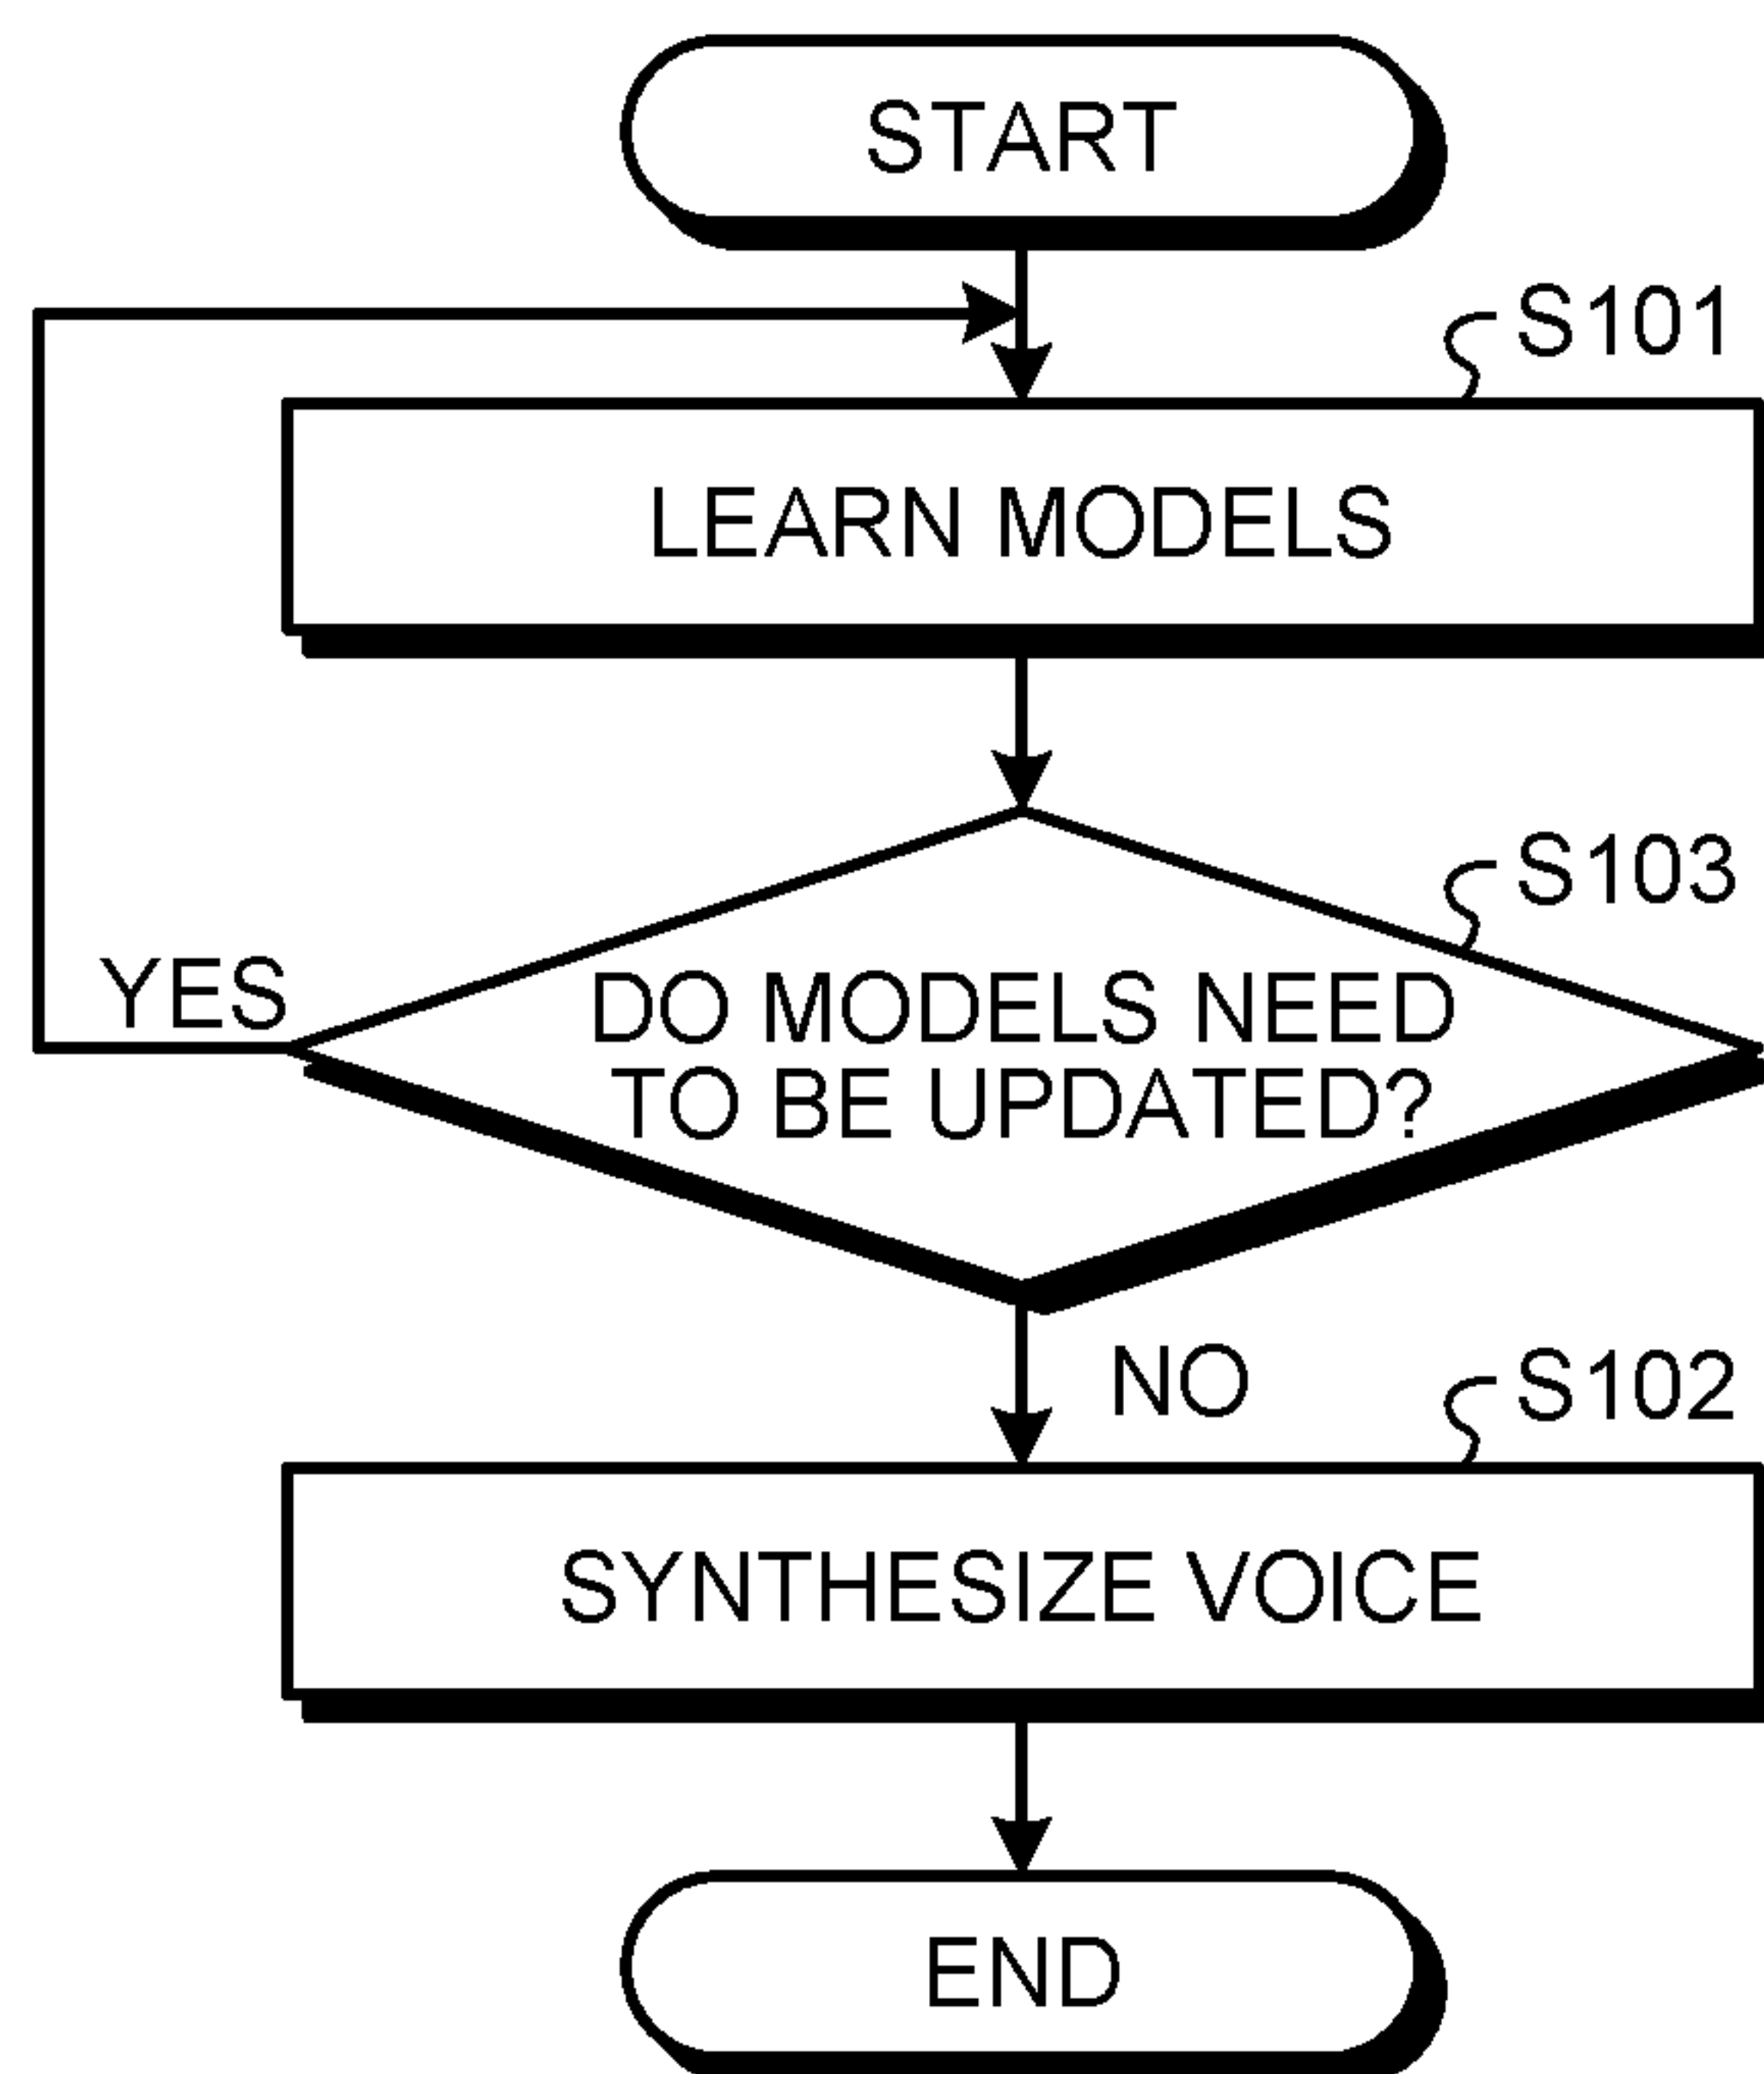 START
S101
LEARN MODELS
S103
YES
DO MODELS NEED
TO BE UPDATED?
NO
S102
SYNTHESIZE VOICE
END